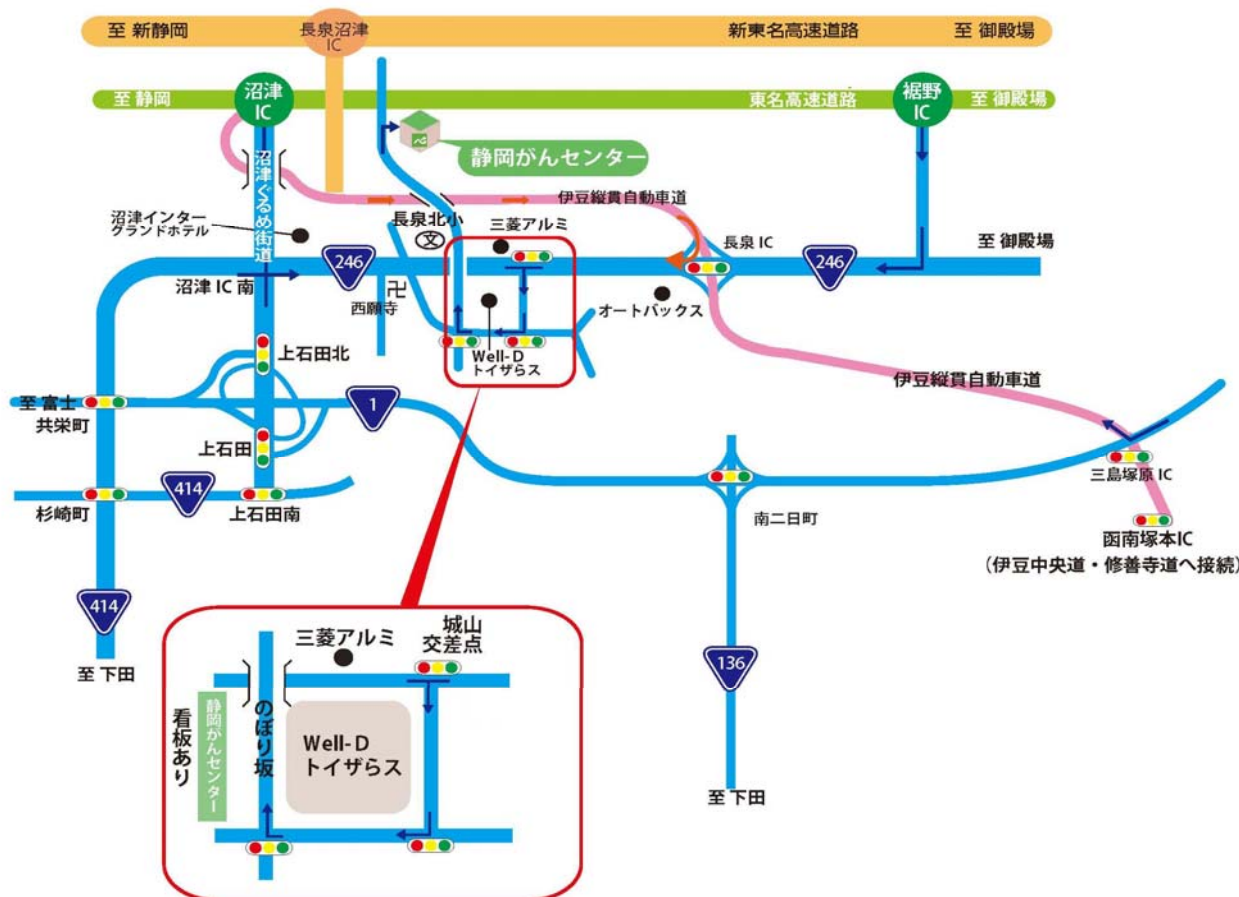 至 新静岡
長泉沼津
IC
新東名高速道路
至 御殿場
至 静岡
沼津
IC
東名高速道路
裾野
IC
至 御殿場
静岡がんセンター
沼津ぐるめ街道
伊豆縦貫自動車道
沼津インター
グランドホテル
長泉北小
文
三菱アルミ
長泉 IC
至 御殿場
246
246
沼津 IC 南
卍
西願寺
オートバックス
Well-D
トイザらス
上石田北
伊豆縦貫自動車道
至 富士
共栄町
1
上石田
三島塚原 IC
414
杉崎町
上石田南
南二日町
函南塚本IC
(伊豆中央道・修善寺道へ接続)
414
至 下田
三菱アルミ
城山
交差点
136
看板あり
静岡がんセンター
のぼり坂
Well-D
トイザらス
至 下田